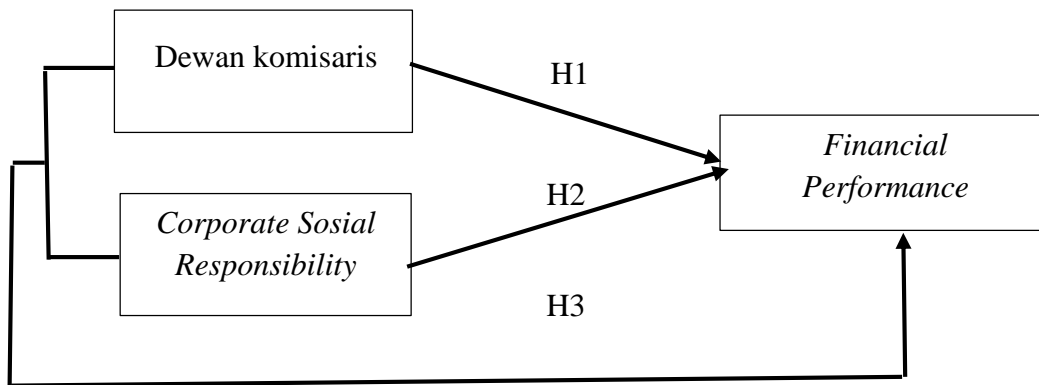 Dewan komisaris
H1
Financial
Performance
H2
Corporate Sosial
Responsibility
H3